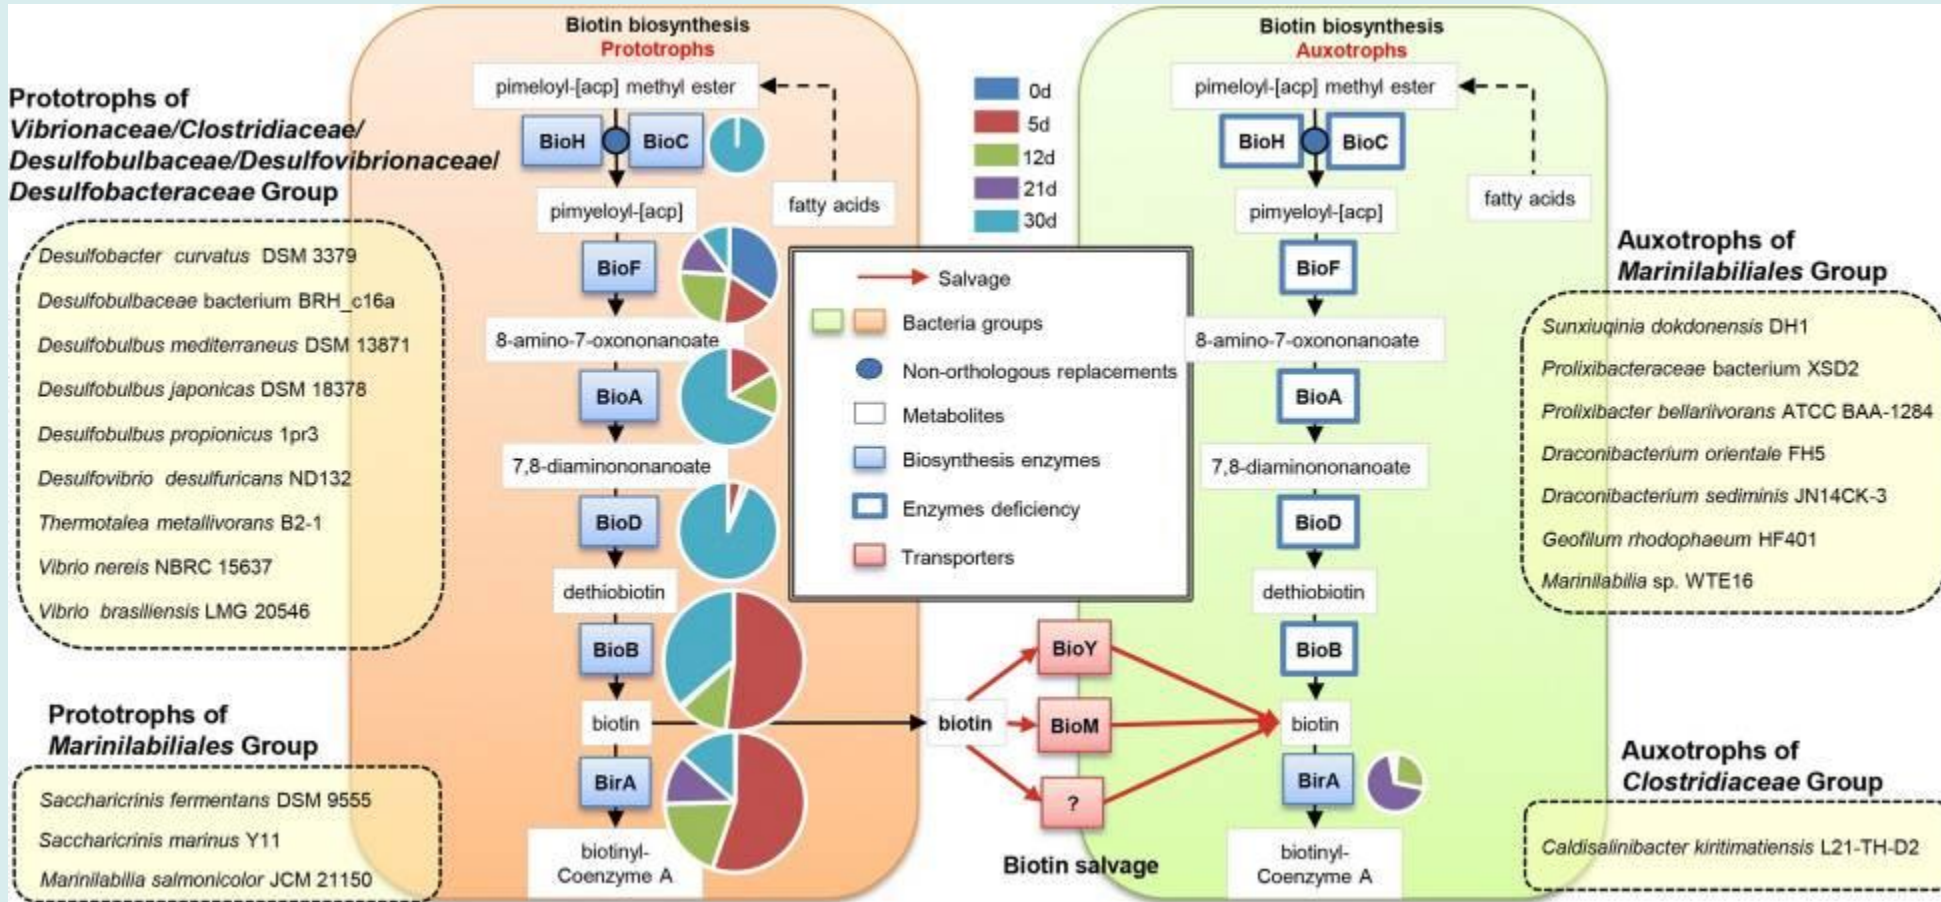 Prototrophs of
Vibrionaceae/Clostridiaceae/
Desulfobulbaceae/Desulfovibrionaceae/
Desulfobacteraceae Group
Desulfobacter curvatus DSM 3379
Desulfobulbaceae bacterium BRH_c16a
Desulfobulbus mediterraneus DSM 13871
Desulfobulbus japonicas DSM 18378
Desulfobulbus propionicus 1pr3
Desulfovibrio desulfuricans ND132
Thermotalea metallivorans B2-1
Vibrio nereis NBRC 15637
Vibrio brasiliensis LMG 20546
Prototrophs of
Marinilabiliales Group
Saccharicrinis fermentans DSM 9555
Saccharicrinis marinus Y11
Marinilabilia salmonicolor JCM 21150
Biotin biosynthesis
Prototrophs
pimeloyl-[acp] methyl ester
BioH
BioC
fatty acids
pimyeloyl-[acp]
BioF
8-amino-7-oxononanoate
BioA
7,8-diaminononanoate
BioD
dethiobiotin
BioB
biotin
BirA
biotinyl-
Coenzyme A
0d
5d
12d
21d
30d
Salvage
Bacteria groups
Non-orthologous replacements
Metabolites
Biosynthesis enzymes
Enzymes deficiency
Transporters
biotin
BioY
BioM
?
Biotin salvage
Biotin biosynthesis
Auxotrophs
pimeloyl-[acp] methyl ester
BioH
BioC
fatty acids
pimyeloyl-[acp]
BioF
8-amino-7-oxononanoate
BioA
7,8-diaminononanoate
BioD
dethiobiotin
BioB
biotin
BirA
biotinyl-
Coenzyme A
Auxotrophs of
Marinilabiliales Group
Sunxiuqinia dokdonensis DH1
Prolixibacteraceae bacterium XSD2
Prolixibacter bellariivorans ATCC BAA-1284
Draconibacterium orientale FH5
Draconibacterium sediminis JN14CK-3
Geofilum rhodophaeum HF401
Marinilabilia sp. WTE16
Auxotrophs of
Clostridiaceae Group
Caldisalinibacter kiritimatiensis L21-TH-D2